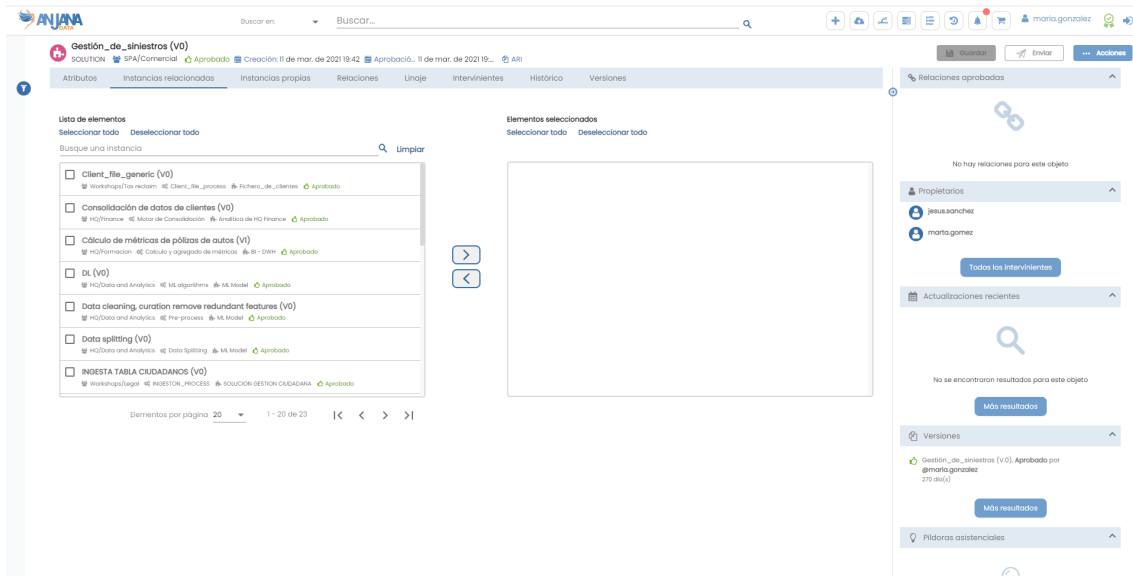 ANJANA
DATA
Buscar en:
Buscar...
maria.gonzalez
Gestión_de_siniestros (V0)
SOLUTION SPA/Comercial Aprobado Creación: 11 de mar. de 2021 19:42 Aprobació... 11 de mar. de 2021 19:... ARI
Guardar Enviar ... Acciones
Atributos Instancias relacionadas Instancias propias Relaciones Linaje Intervinientes Histórico Versiones
Lista de elementos
Seleccionar todo Deseleccionar todo
Busque una instancia
Limpiar
Client_file_generic (V0)
Workshops/Tax reclaim Client_file_process Fichero_de_clientes Aprobado
Consolidación de datos de clientes (V0)
HQ/Finance Motor de Consolidación Analítica de HQ Finance Aprobado
Cálculo de métricas de pólizas de autos (V1)
HQ/Formacion Calculo y agregado de métricas BI - DWH Aprobado
DL (V0)
HQ/Data and Analytics ML algorithms ML Model Aprobado
Data cleaning, curation remove redundant features (V0)
HQ/Data and Analytics Pre-process ML Model Aprobado
Data splitting (V0)
HQ/Data and Analytics Data Splitting ML Model Aprobado
INGESTA TABLA CIUDADANOS (V0)
Workshops/Legal INGESTON_PROCESS SOLUCION GESTION CIUDADANA Aprobado
Elementos por página 20 1 - 20 de 23
Elementos seleccionados
Seleccionar todo Deseleccionar todo
Relaciones aprobadas
No hay relaciones para este objeto
Propietarios
jesus.sanchez
marta.gomez
Todos los intervinientes
Actualizaciones recientes
No se encontraron resultados para este objeto
Más resultados
Versiones
Gestión_de_siniestros (V.0), Aprobado por
@maria.gonzalez
270 día(s)
Más resultados
Píldoras asistenciales